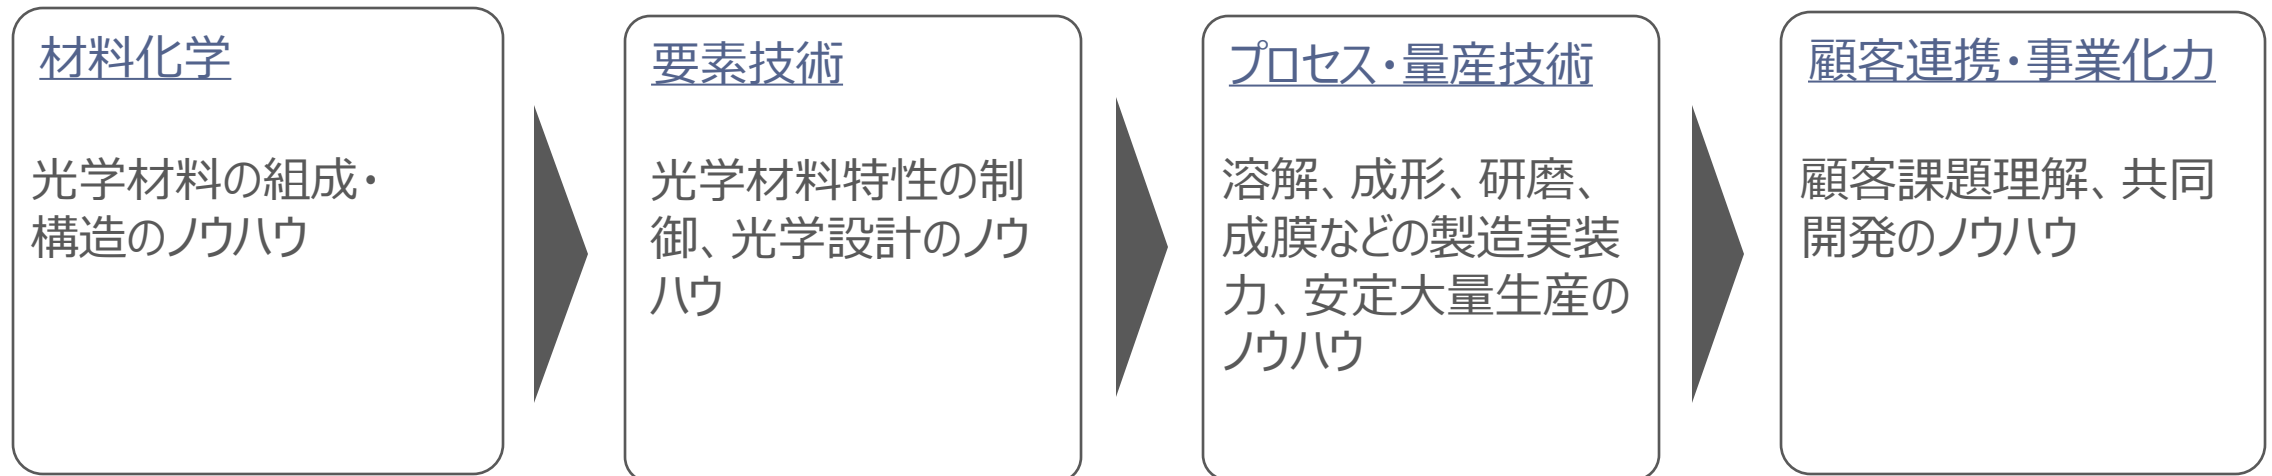 材料化学
光学材料の組成・
構造のノウハウ
要素技術
光学材料特性の制
御、光学設計のノウ
ハウ
プロセス・量産技術
溶解、成形、研磨、
成膜などの製造実装
力、安定大量生産の
ノウハウ
顧客連携・事業化力
顧客課題理解、共同
開発のノウハウ